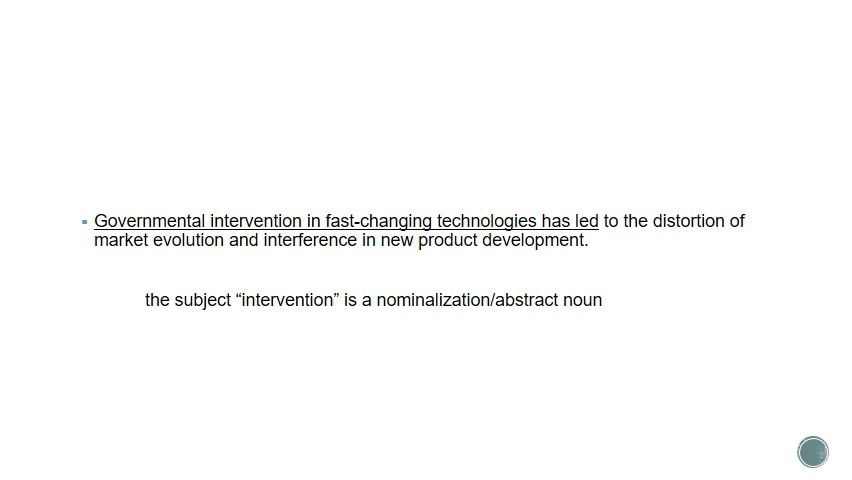 Governmental intervention in fast-changing technologies has led to the distortion of
market evolution and interference in new product development.
the subject “intervention” is a nominalization/abstract noun